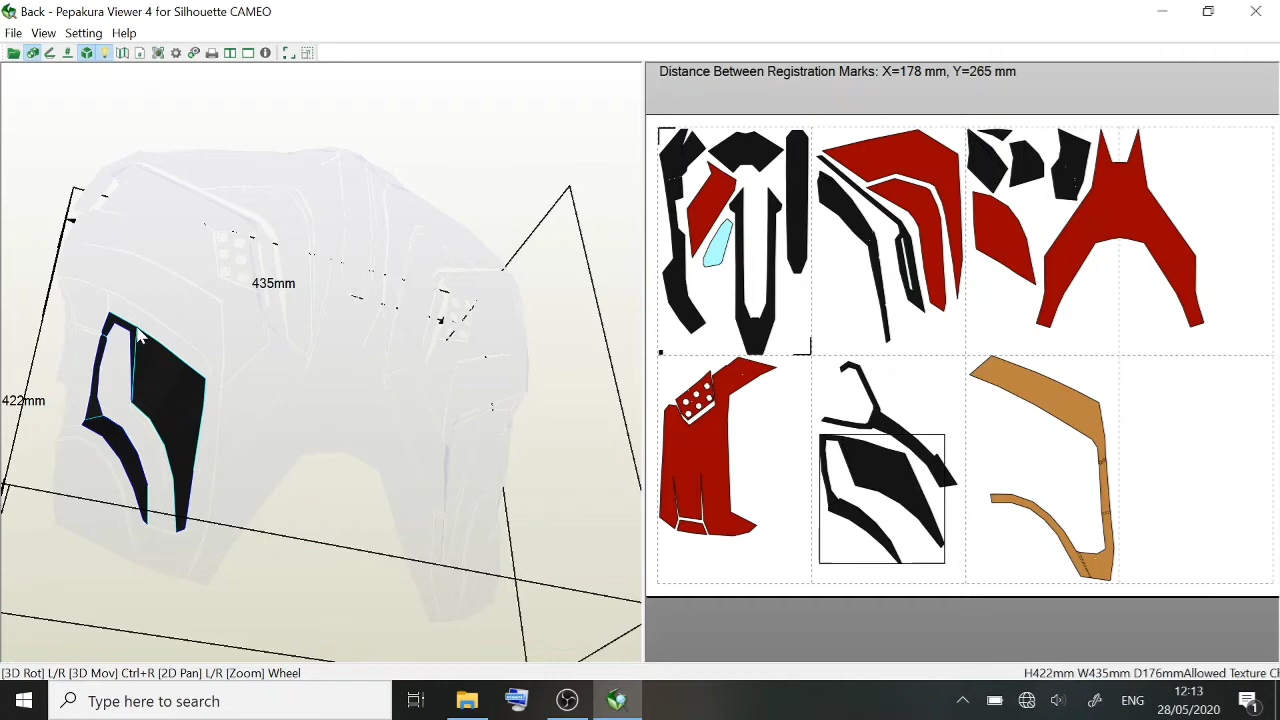 Back - Pepakura Viewer 4 for Silhouette CAMEO
File View Setting Help
Distance Between Registration Marks: X=178 mm, Y=265 mm
435mm
422mm
[3D Rot] L/R [3D Mov] Ctrl+R [2D Pan] L/R [Zoom] Wheel
H422mm W435mm D176mmAllowed Texture
Type here to search
ENG
12:13
28/05/2020
1